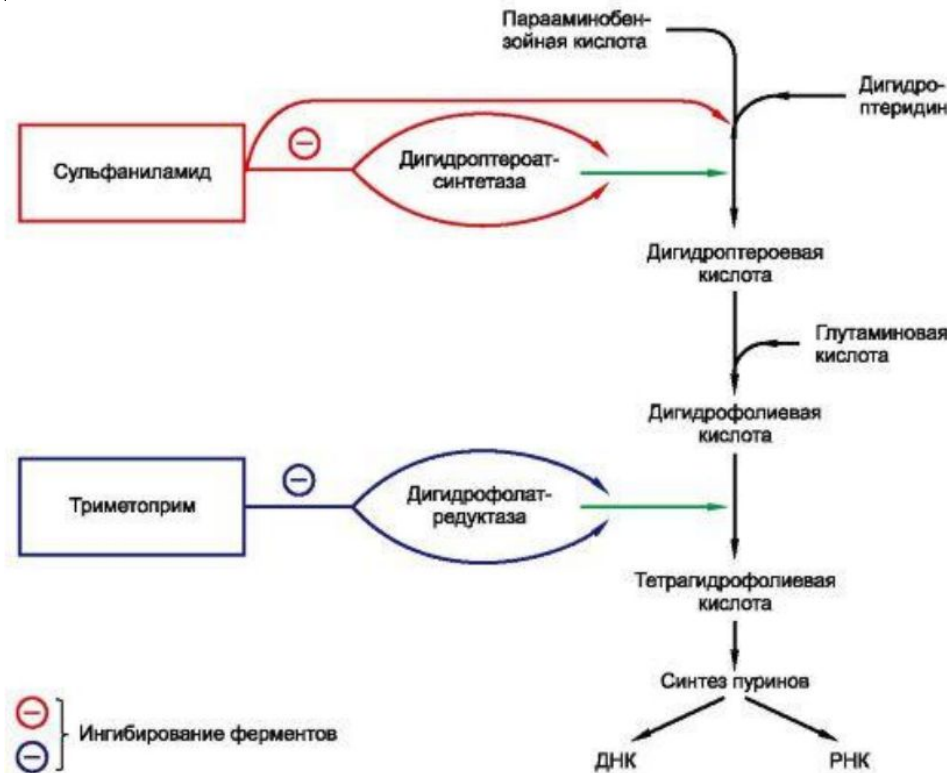 Парааминобен-
зойная кислота
Дигидро-
птеридин
Сульфаниламид
Дигидроптероат-
синтетаза
Дигидроптероевая
кислота
Глутаминовая
кислота
Дигидрофолиевая
кислота
Триметоприм
Дигидрофолат-
редуктаза
Тетрагидрофолиевая
кислота
Синтез пуринов
ДНК
РНК
Ингибирование ферментов